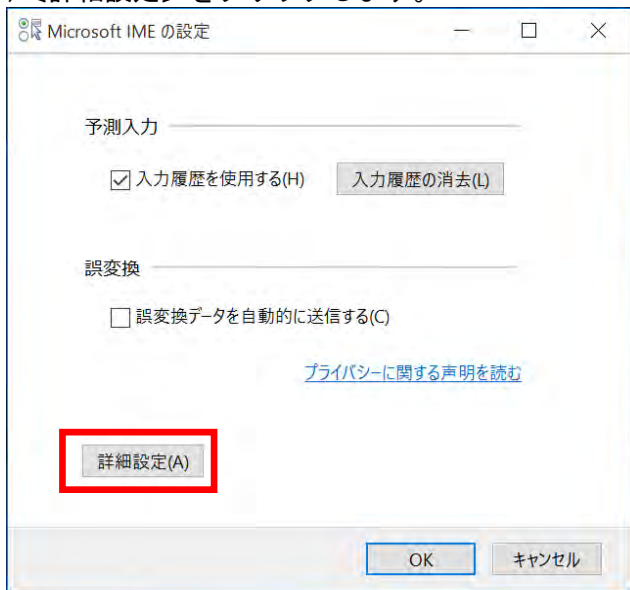 Microsoft IME の設定
予測入力
入力履歴を使用する(H)
入力履歴の消去(L)
誤変換
誤変換データを自動的に送信する(C)
プライバシーに関する声明を読む
詳細設定(A)
OK
キャンセル